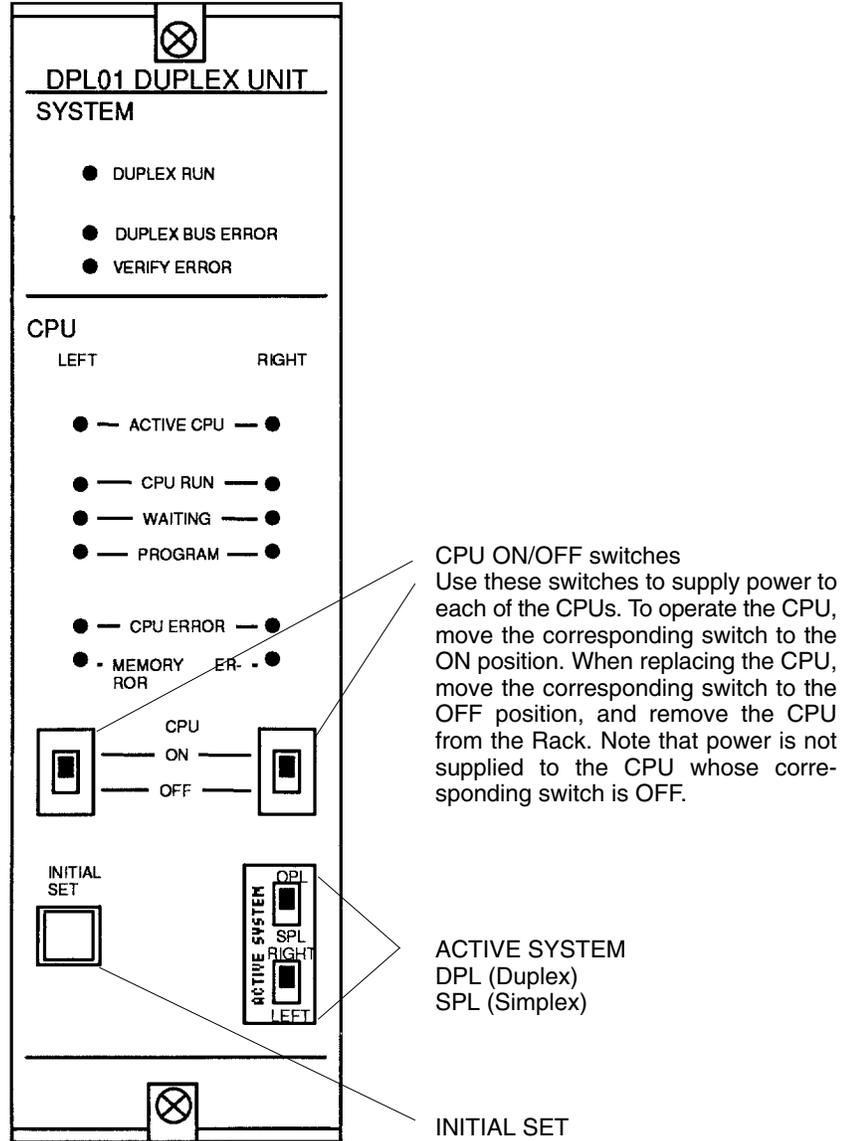 DPL01 DUPLEX UNIT
SYSTEM
DUPLEX RUN
DUPLEX BUS ERROR
VERIFY ERROR
CPU
LEFT RIGHT
ACTIVE CPU
CPU RUN
WAITING
PROGRAM
CPU ERROR
MEMORY ER-
ROR
CPU
ON
OFF
INITIAL
SET
ACTIVE SYSTEM
OPL
SPL
RIGHT
LEFT
CPU ON/OFF switches
Use these switches to supply power to
each of the CPUs. To operate the CPU,
move the corresponding switch to the
ON position. When replacing the CPU,
move the corresponding switch to the
OFF position, and remove the CPU
from the Rack. Note that power is not
supplied to the CPU whose corre-
sponding switch is OFF.
ACTIVE SYSTEM
DPL (Duplex)
SPL (Simplex)
INITIAL SET